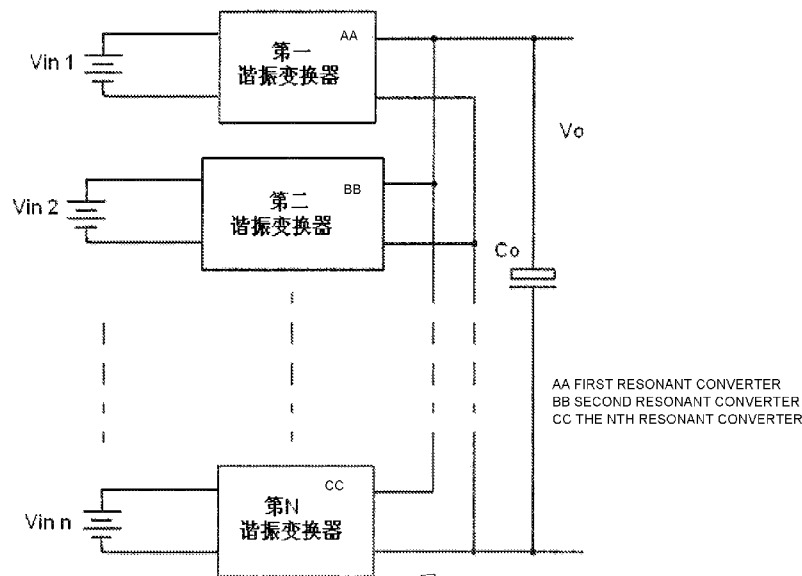 第一 AA
谐振变换器
Vin 1
Vo
第二 BB
谐振变换器
Vin 2
Co
AA FIRST RESONANT CONVERTER
BB SECOND RESONANT CONVERTER
CC THE NTH RESONANT CONVERTER
第N CC
谐振变换器
Vin n